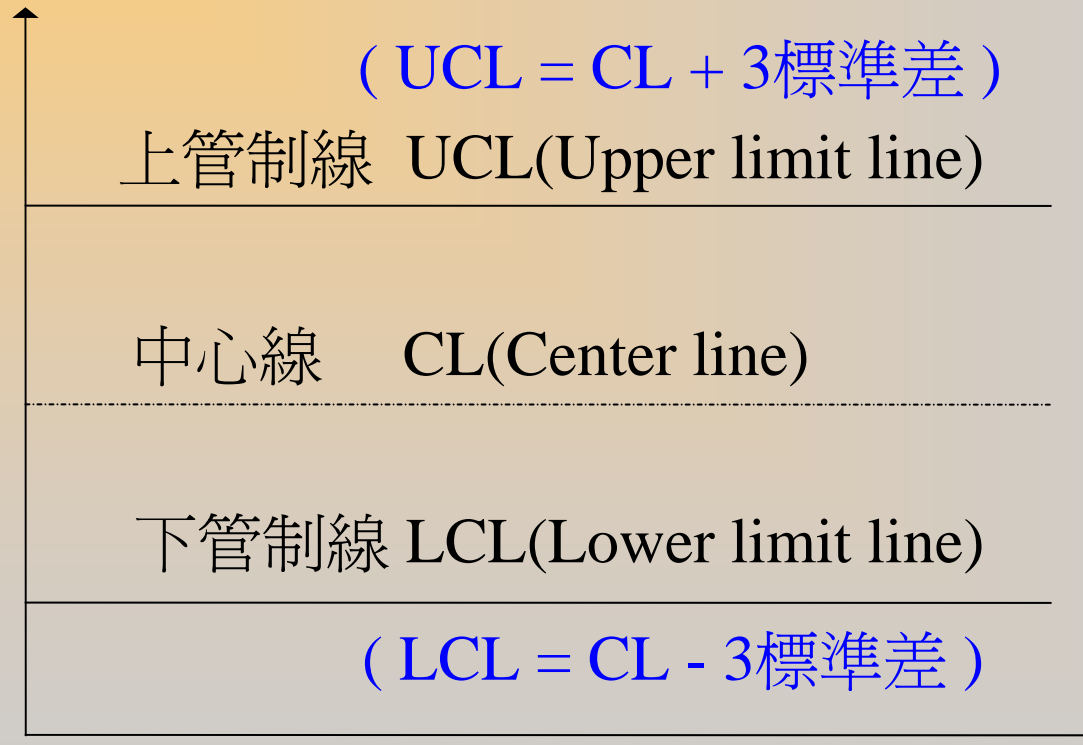 ( UCL = CL + 3標準差 )
上管制線 UCL(Upper limit line)
中心線 CL(Center line)
下管制線 LCL(Lower limit line)
( LCL = CL - 3標準差 )